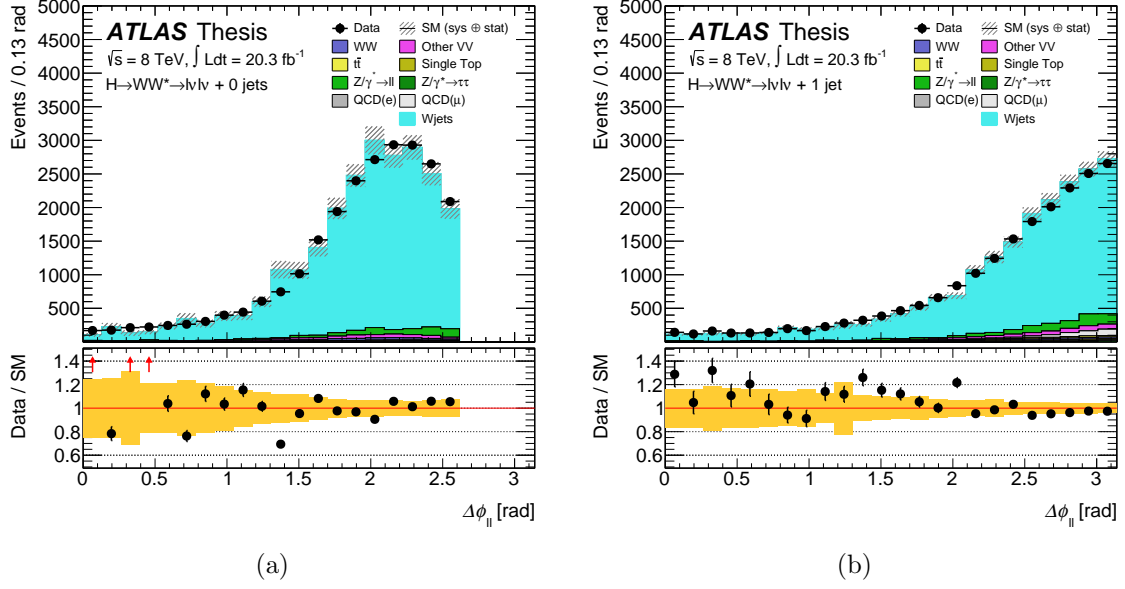 ATLAS Thesis
√s = 8 TeV, ∫ Ldt = 20.3 fb⁻¹
H→WW*→lνlν + 0 jets
Data
SM (sys ⊕ stat)
WW
Other VV
tt̄
Single Top
Z/γ*→ll
Z/γ*→ττ
QCD(e)
QCD(μ)
Wjets
Events / 0.13 rad
5000
4500
4000
3500
3000
2500
2000
1500
1000
500
Data / SM
1.4
1.2
1
0.8
0.6
0 0.5 1 1.5 2 2.5 3
Δφ_ll [rad]
(a)
ATLAS Thesis
√s = 8 TeV, ∫ Ldt = 20.3 fb⁻¹
H→WW*→lνlν + 1 jet
Data
SM (sys ⊕ stat)
WW
Other VV
tt̄
Single Top
Z/γ*→ll
Z/γ*→ττ
QCD(e)
QCD(μ)
Wjets
Events / 0.13 rad
5000
4500
4000
3500
3000
2500
2000
1500
1000
500
Data / SM
1.4
1.2
1
0.8
0.6
0 0.5 1 1.5 2 2.5 3
Δφ_ll [rad]
(b)